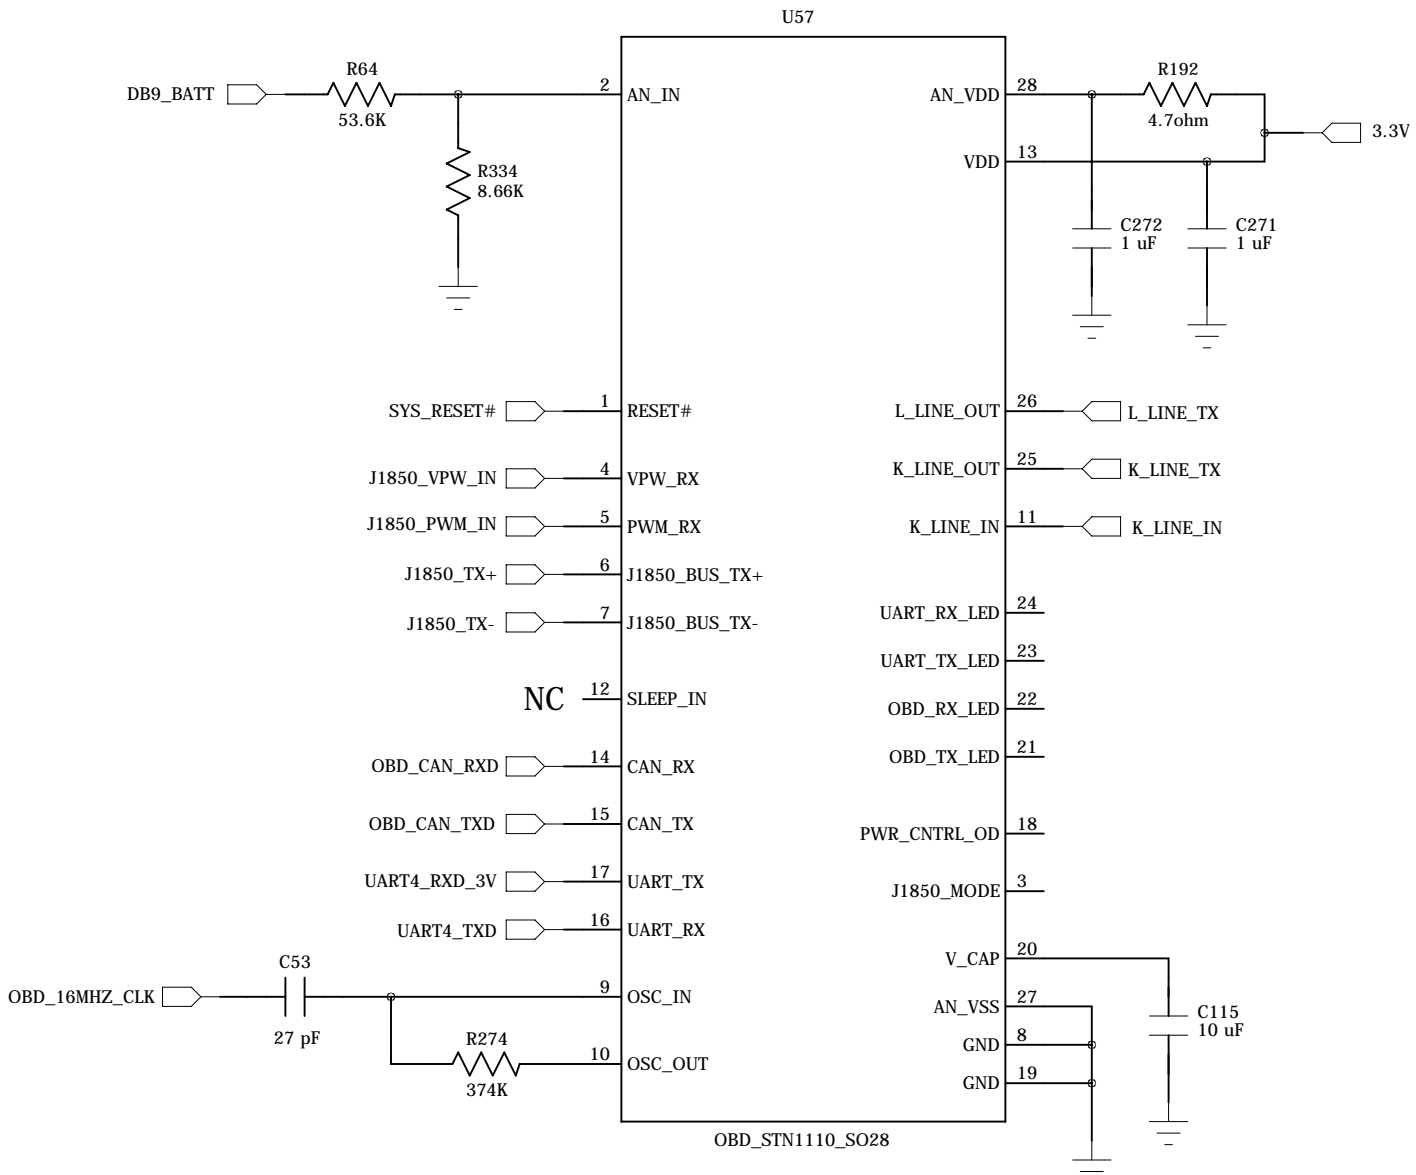 U57
DB9_BATT
R64
53.6K
2
AN_IN
R334
8.66K
AN_VDD
28
R192
4.7ohm
3.3V
VDD
13
C272
1 uF
C271
1 uF
SYS_RESET#
1
RESET#
J1850_VPW_IN
4
VPW_RX
J1850_PWM_IN
5
PWM_RX
J1850_TX+
6
J1850_BUS_TX+
J1850_TX-
7
J1850_BUS_TX-
NC
12
SLEEP_IN
OBD_CAN_RXD
14
CAN_RX
OBD_CAN_TXD
15
CAN_TX
UART4_RXD_3V
17
UART_TX
UART4_TXD
16
UART_RX
C53
OBD_16MHZ_CLK
27 pF
9
OSC_IN
R274
374K
10
OSC_OUT
L_LINE_OUT
26
L_LINE_TX
K_LINE_OUT
25
K_LINE_TX
K_LINE_IN
11
K_LINE_IN
UART_RX_LED
24
UART_TX_LED
23
OBD_RX_LED
22
OBD_TX_LED
21
PWR_CNTRL_OD
18
J1850_MODE
3
V_CAP
20
AN_VSS
27
C115
10 uF
GND
8
GND
19
OBD_STN1110_SO28